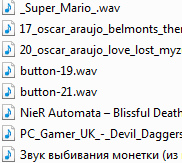 _Super_Mario_.wav
17_oscar_araujo_belmonts_the
20_oscar_araujo_love_lost_myz
button-19.wav
button-21.wav
NieR Automata – Blissful Death
PC_Gamer_UK_-_Devil_Daggers
Звук выбивания монетки (из